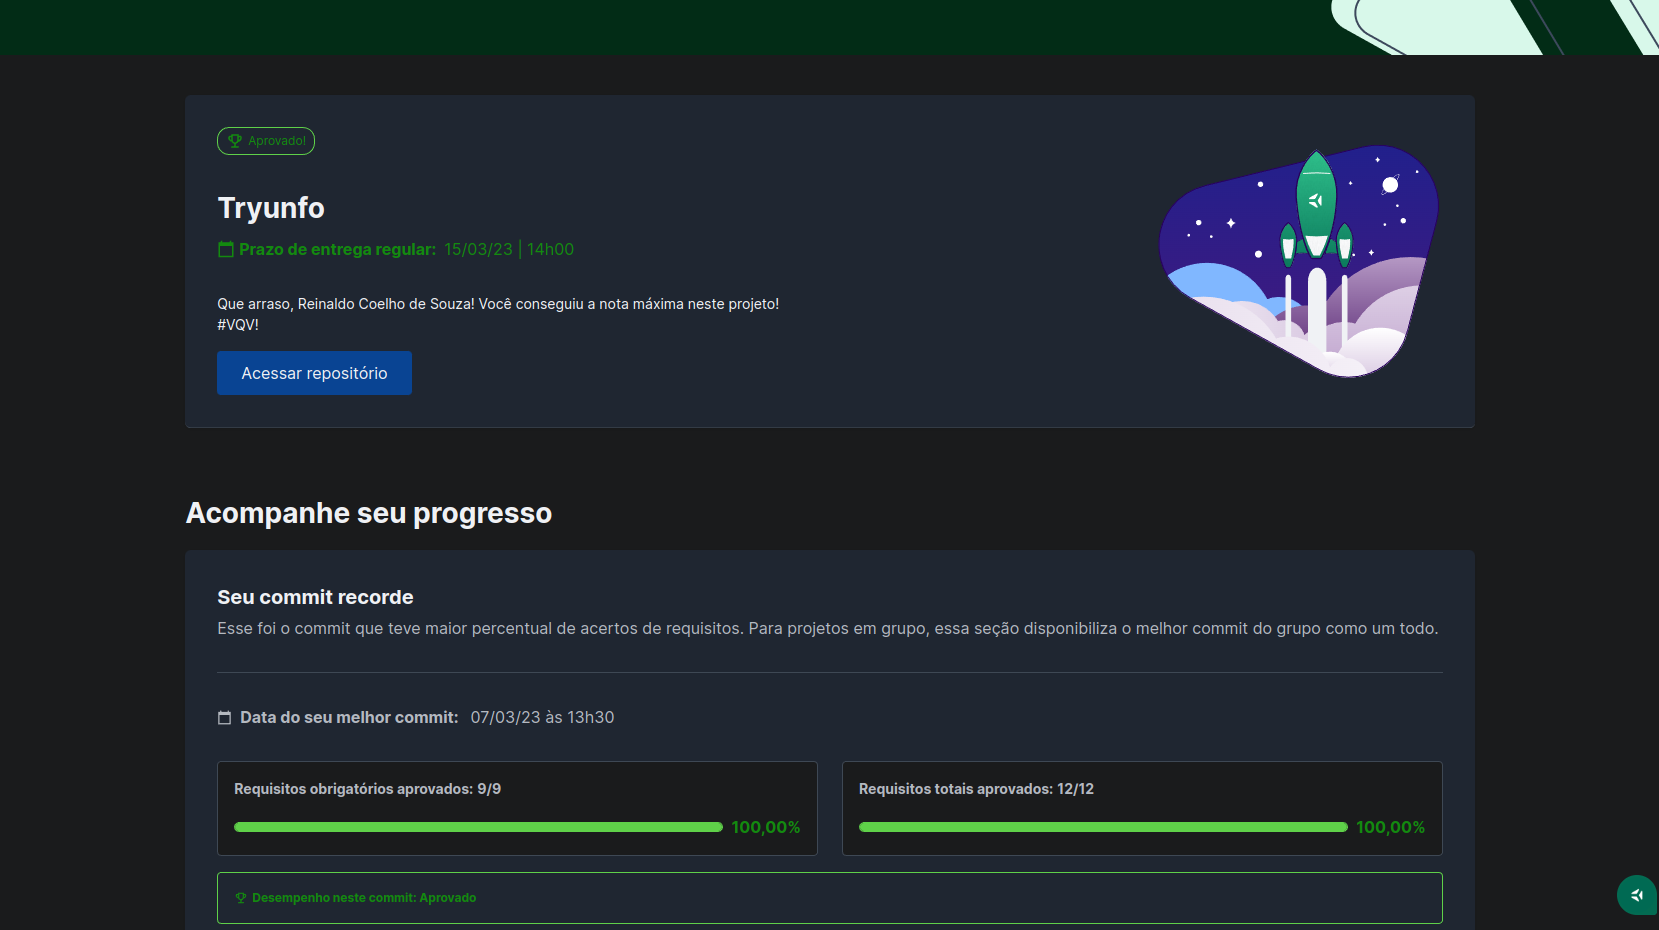 Aprovado!
Tryunfo
Prazo de entrega regular: 15/03/23 | 14h00
Que arraso, Reinaldo Coelho de Souza! Você conseguiu a nota máxima neste projeto!
#VQV!
Acessar repositório
Acompanhe seu progresso
Seu commit recorde
Esse foi o commit que teve maior percentual de acertos de requisitos. Para projetos em grupo, essa seção disponibiliza o melhor commit do grupo como um todo.
Data do seu melhor commit: 07/03/23 às 13h30
Requisitos obrigatórios aprovados: 9/9
100,00%
Requisitos totais aprovados: 12/12
100,00%
Desempenho neste commit: Aprovado